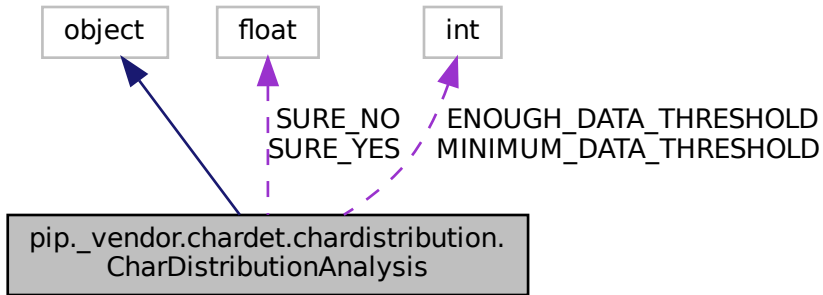 object
float
int
SURE_NO
SURE_YES
ENOUGH_DATA_THRESHOLD
MINIMUM_DATA_THRESHOLD
pip._vendor.chardet.chardistribution.
CharDistributionAnalysis